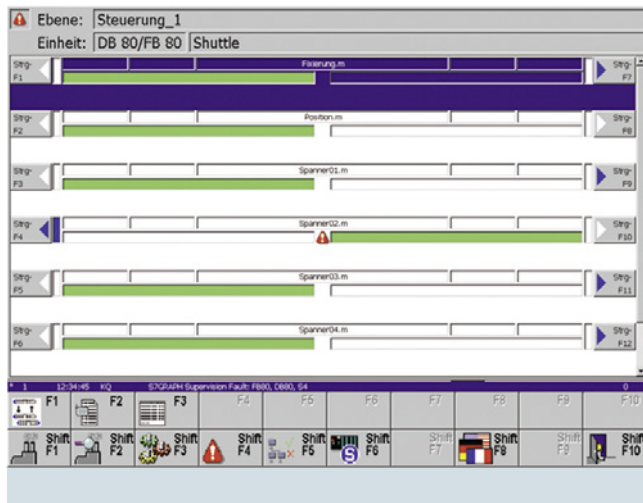 Ebene: Steuerung_1
Einheit: DB 80/FB 80 Shuttle
Strg- Fixierung.m Strg-
F1 F7
Strg- Position.m Strg-
F2 F8
Strg- Spanner01.m Strg-
F3 F9
Strg- Spanner02.m Strg-
F4 F10
Strg- Spanner03.m Strg-
F5 F11
Strg- Spanner04.m Strg-
F6 F12
* 1 12:34:45 KQ S7GRAPH Supervision Fault: FB80, DB80, S4 0
F1 F2 F3 F4 F5 F6 F7 F8 F9 F10
Shift Shift Shift Shift Shift Shift Shift Shift Shift Shift
F1 F2 F3 F4 F5 S F6 F7 F8 F9 F10